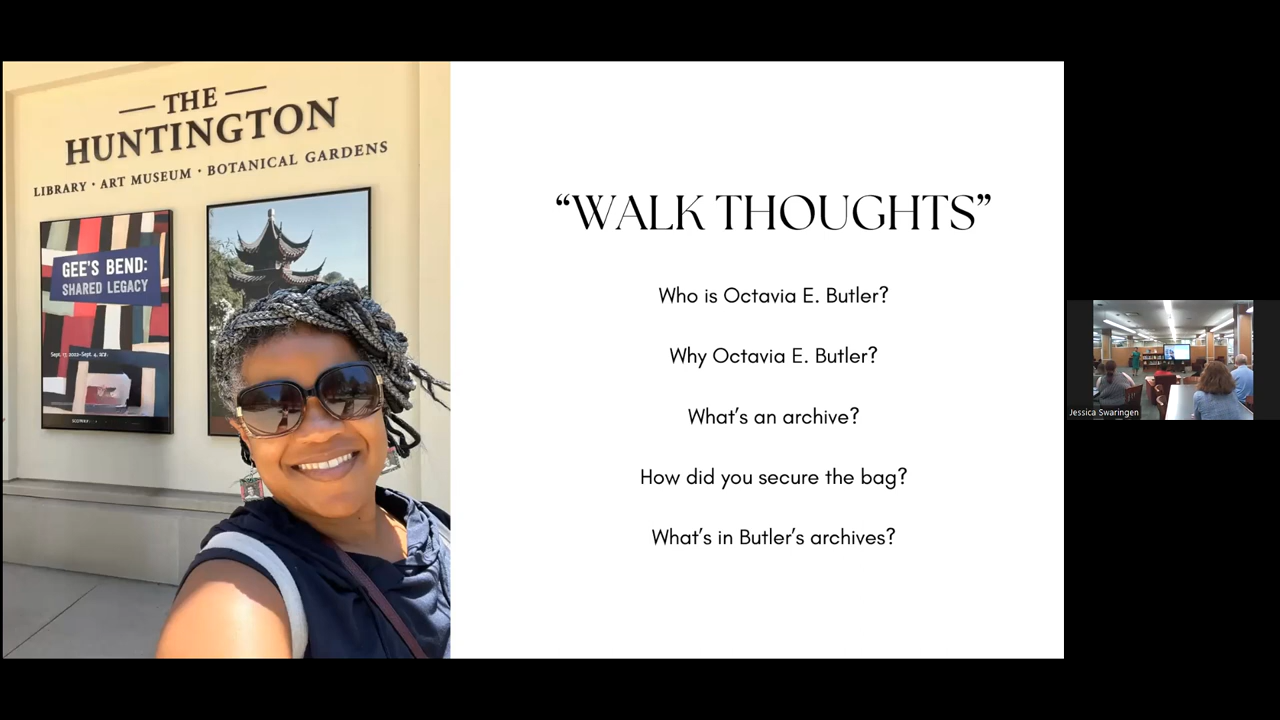 THE
HUNTINGTON
LIBRARY · ART MUSEUM · BOTANICAL GARDENS
GEE'S BEND:
SHARED LEGACY
“WALK THOUGHTS”
Who is Octavia E. Butler?
Why Octavia E. Butler?
What's an archive?
How did you secure the bag?
What's in Butler's archives?
Jessica Swaringen